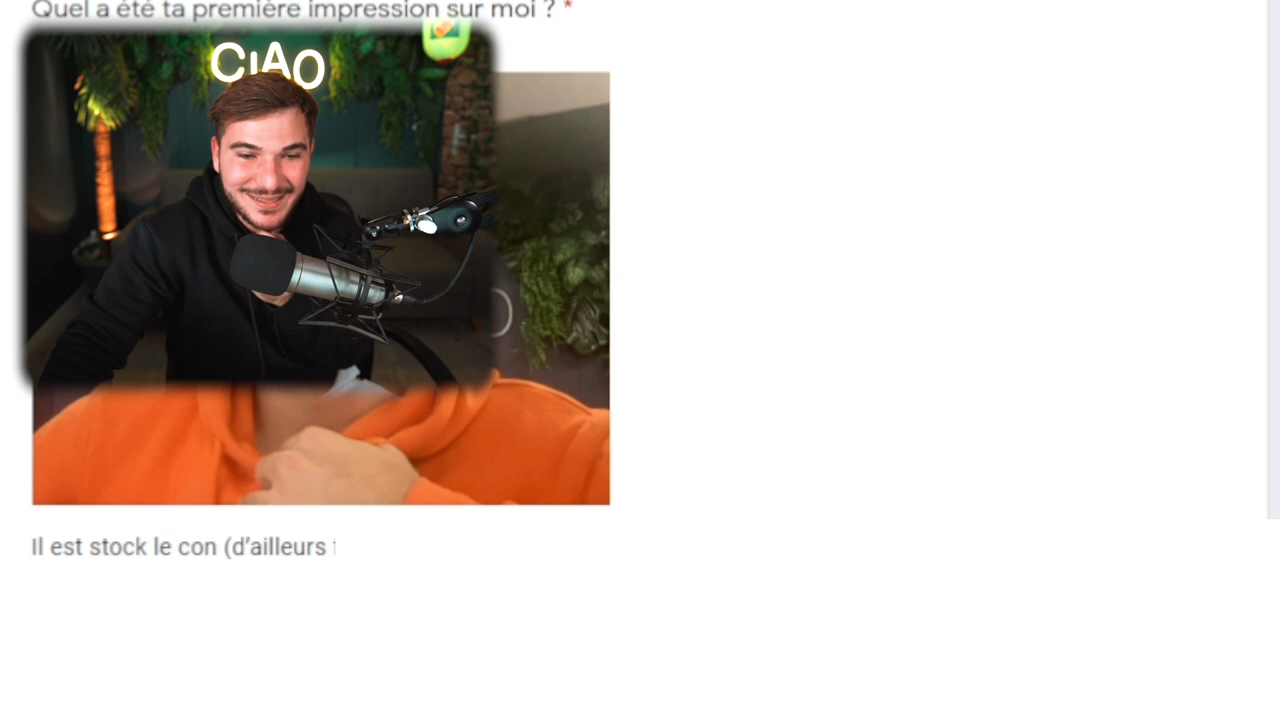 Quel a été ta première impression sur moi ? *
CIAO
Il est stock le con (d'ailleurs